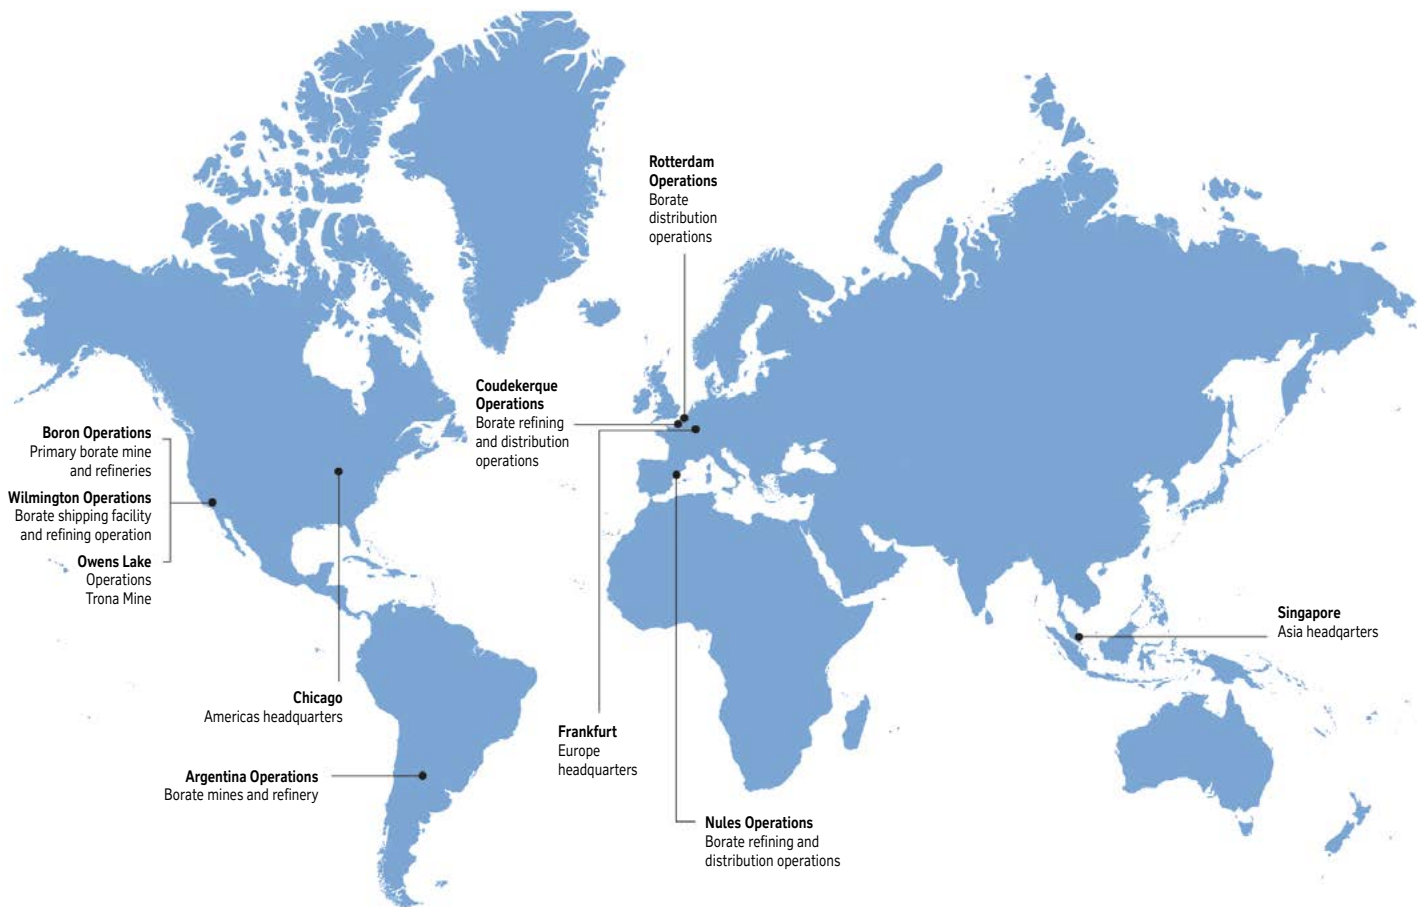 Rotterdam
Operations
Borate
distribution
operations
Coudekerque
Operations
Borate refining
and distribution
operations
Boron Operations
Primary borate mine
and refineries
Wilmington Operations
Borate shipping facility
and refining operation
Owens Lake
Operations
Trona Mine
Singapore
Asia headqarters
Chicago
Americas headquarters
Frankfurt
Europe
headquarters
Argentina Operations
Borate mines and refinery
Nules Operations
Borate refining and
distribution operations